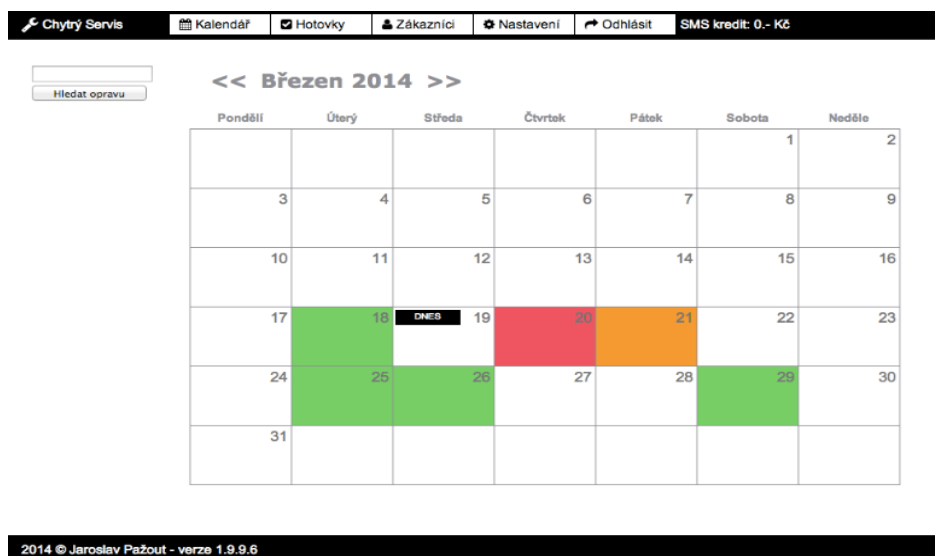 Chytrý Servis Kalendář Hotovky Zákazníci Nastavení Odhlásit SMS kredit: 0.- Kč
Hledat opravu
<< Březen 2014 >>
Pondělí Úterý Středa Čtvrtek Pátek Sobota Neděle
1 2
3 4 5 6 7 8 9
10 11 12 13 14 15 16
17 18 DNES 19 20 21 22 23
24 25 26 27 28 29 30
31
2014 © Jaroslav Pažout - verze 1.9.9.6